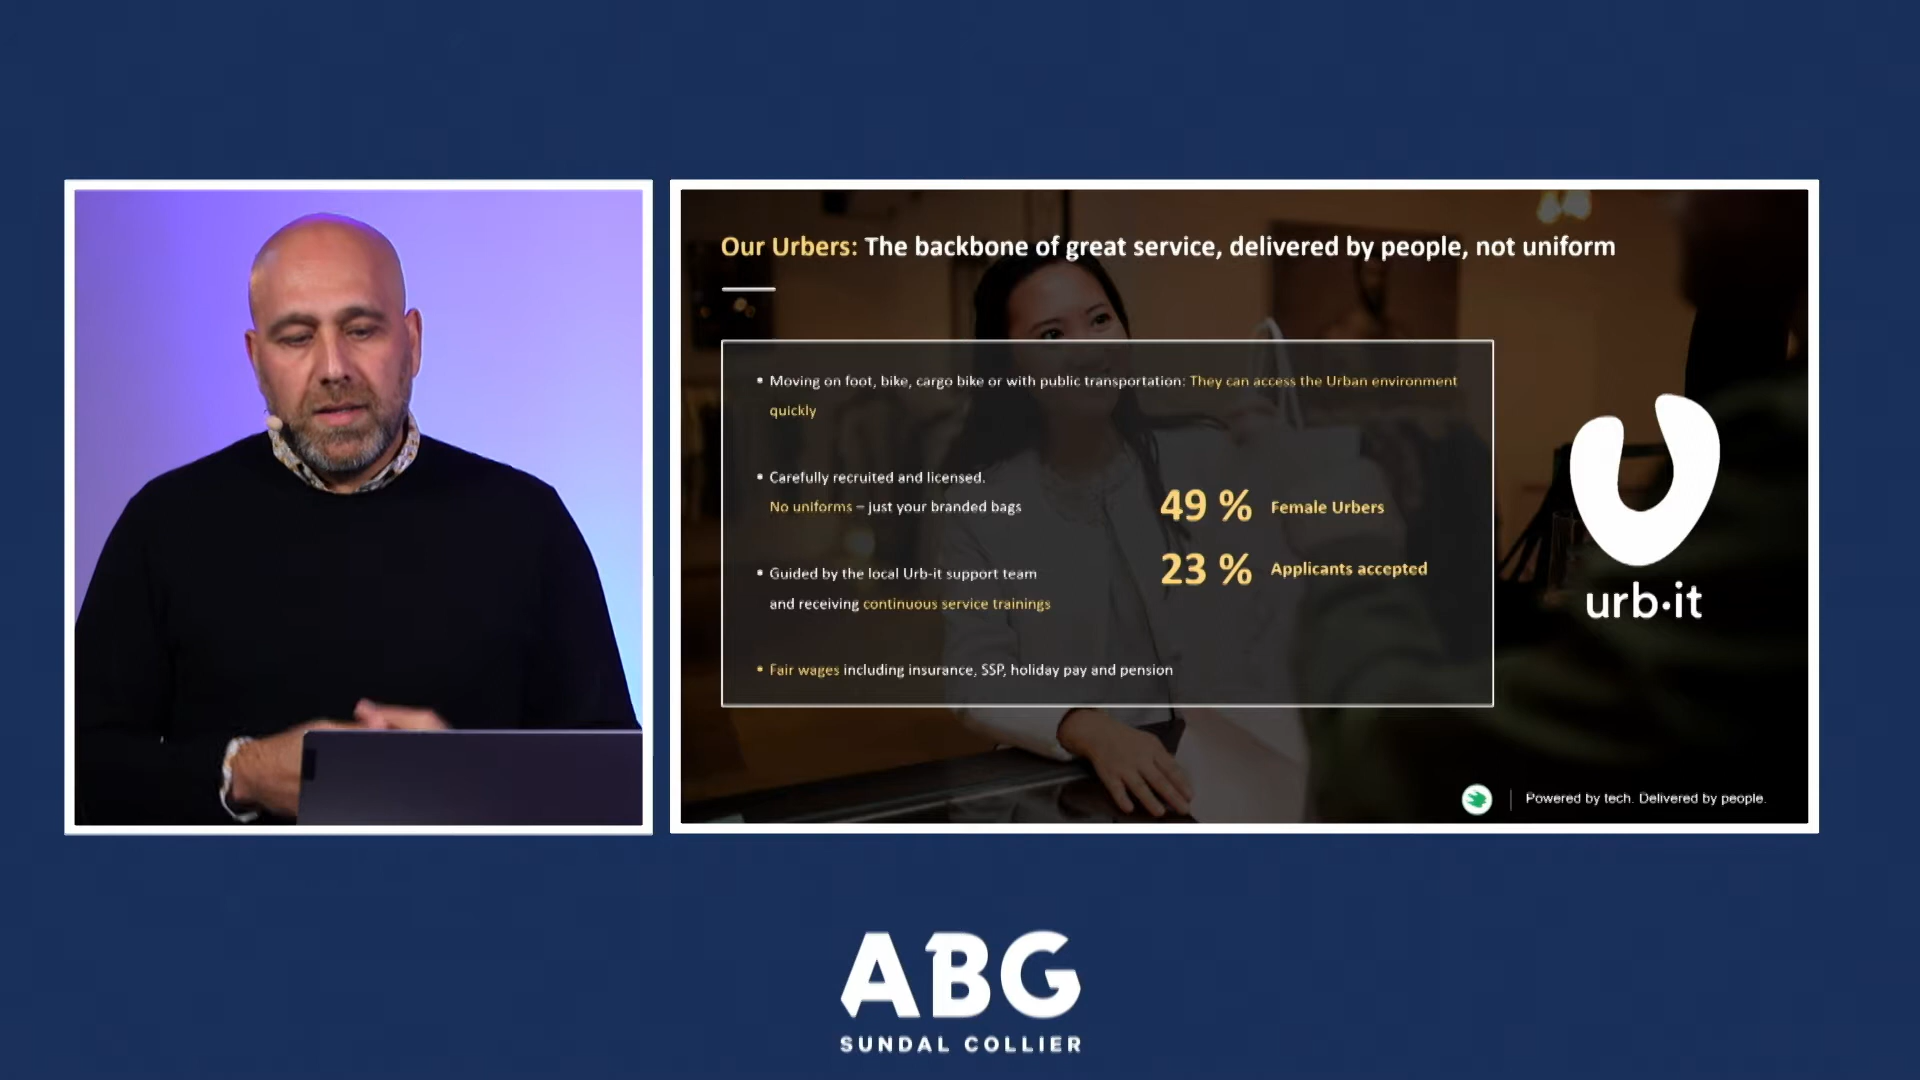 Our Urbers: The backbone of great service, delivered by people, not uniform
• Moving on foot, bike, cargo bike or with public transportation: They can access the Urban environment
quickly
• Carefully recruited and licensed.
No uniforms – just your branded bags
• Guided by the local Urb-it support team
and receiving continuous service trainings
• Fair wages including insurance, SSP, holiday pay and pension
49 % Female Urbers
23 % Applicants accepted
urb·it
Powered by tech. Delivered by people.
ABG
SUNDAL COLLIER